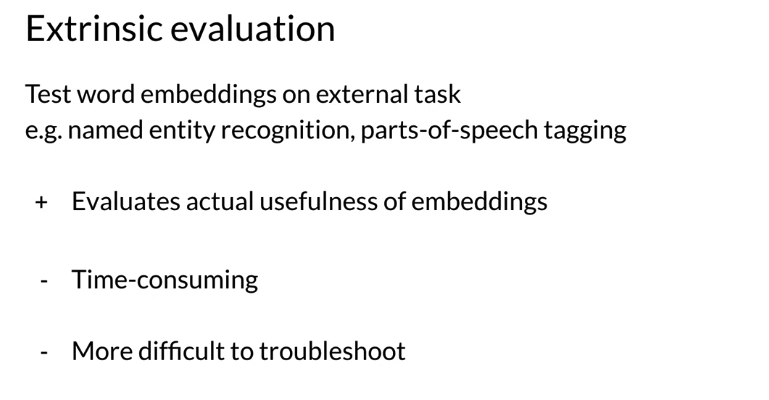 Extrinsic evaluation
Test word embeddings on external task
e.g. named entity recognition, parts-of-speech tagging
+ Evaluates actual usefulness of embeddings
- Time-consuming
- More difficult to troubleshoot